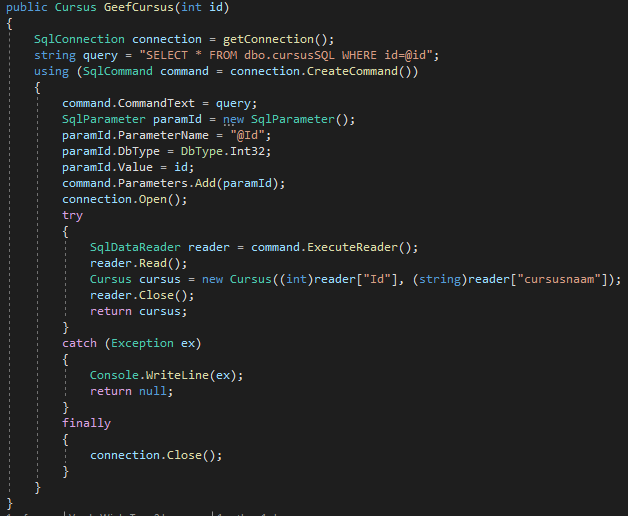 public Cursus GeefCursus(int id)
{
SqlConnection connection = getConnection();
string query = "SELECT * FROM dbo.cursusSQL WHERE id=@id";
using (SqlCommand command = connection.CreateCommand())
{
command.CommandText = query;
SqlParameter paramId = new SqlParameter();
paramId.ParameterName = "@Id";
paramId.DbType = DbType.Int32;
paramId.Value = id;
command.Parameters.Add(paramId);
connection.Open();
try
{
SqlDataReader reader = command.ExecuteReader();
reader.Read();
Cursus cursus = new Cursus((int)reader["Id"], (string)reader["cursusnaam"]);
reader.Close();
return cursus;
}
catch (Exception ex)
{
Console.WriteLine(ex);
return null;
}
finally
{
connection.Close();
}
}
}